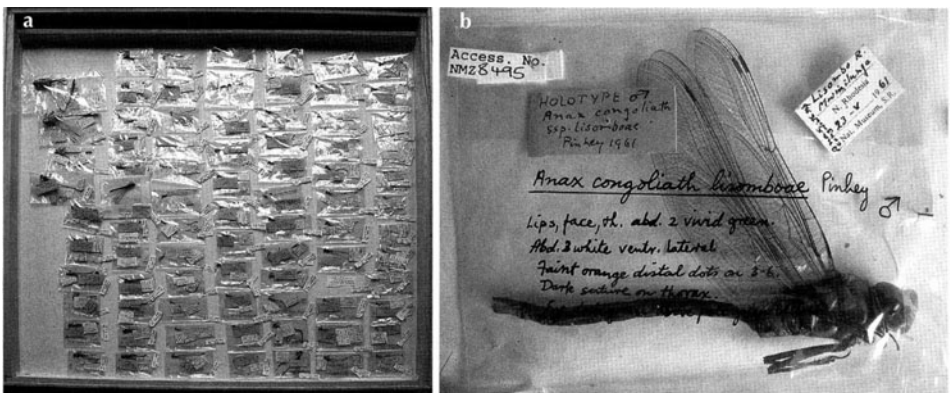 a
b
Access. No.
NMZ8495
HOLOTYPE ♂
Anax congoliath
ssp. lisomboae
Pinhey 1961
Lisombo R.
Mwinilunga
N. Rhodesia
23 - v - 1961
Nat. Museum, S.R.
Anax congoliath lisomboae Pinhey
♂
Lips, face, th. abd. 2 vivid green.
Abd. 3 white ventr. lateral
Faint orange distal dots on 3-6.
Dark suture on thorax.